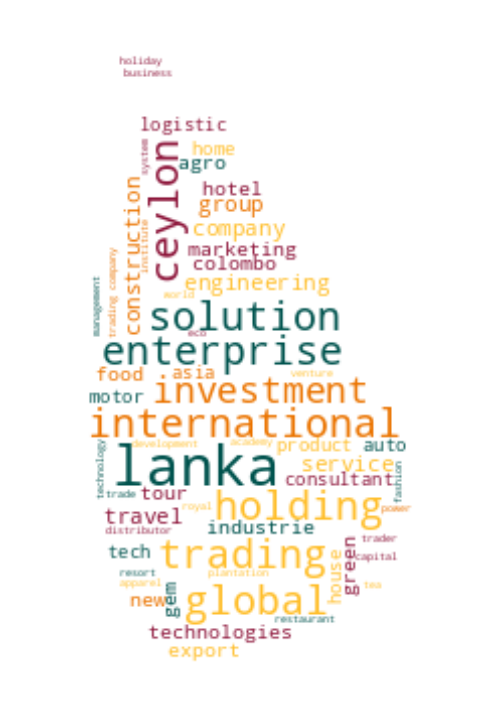 holiday
business
logistic
system
home
ceylon
agro
hotel
construction
group
institute
company
marketing
colombo
trading company
management
engineering
world
solution
eco
enterprise
food
asia
venture
motor
investment
international
development
academy
product
auto
technology
lanka
service
consultant
fashion
trade
tour
holding
royal
power
travel
distributor
industrie
trader
tech
trading
green
capital
resort
plantation
house
apparel
tea
new
gem
global
restaurant
technologies
export